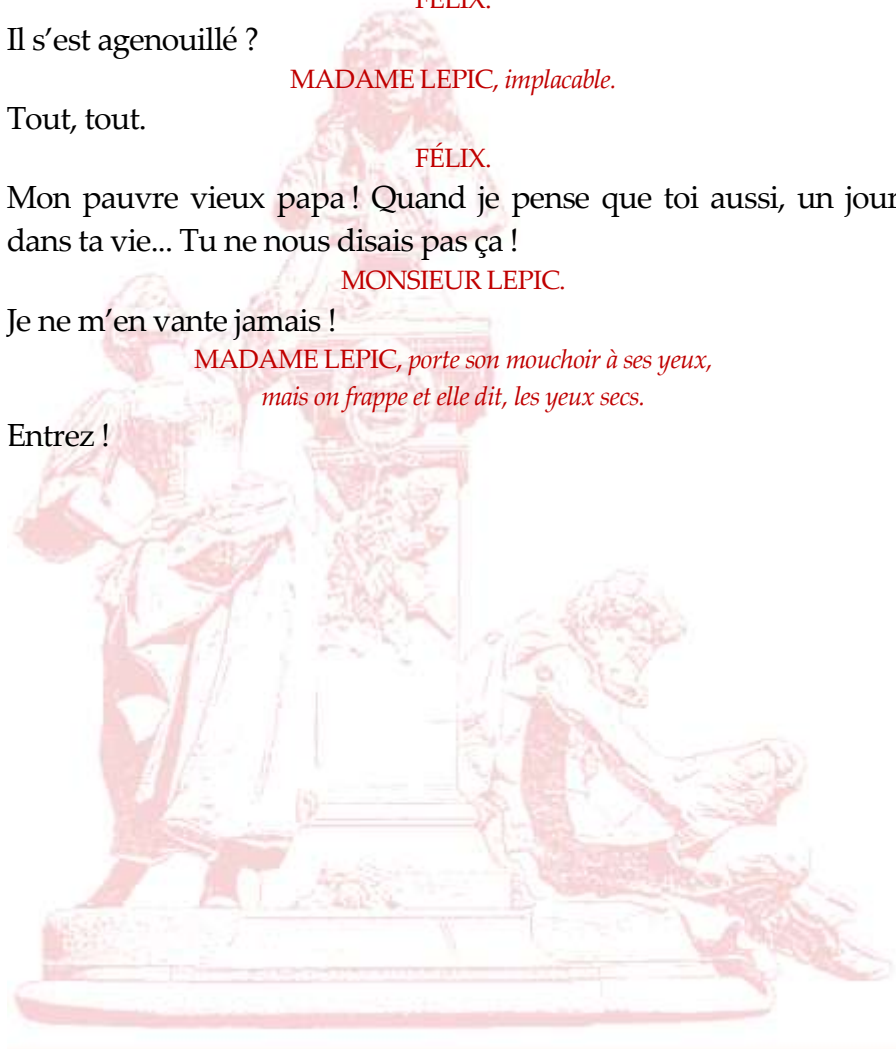 FÉLIX.
Il s’est agenouillé ?
MADAME LEPIC, implacable.
Tout, tout.
FÉLIX.
Mon pauvre vieux papa ! Quand je pense que toi aussi, un jour
dans ta vie... Tu ne nous disais pas ça !
MONSIEUR LEPIC.
Je ne m’en vante jamais !
MADAME LEPIC, porte son mouchoir à ses yeux,
mais on frappe et elle dit, les yeux secs.
Entrez !